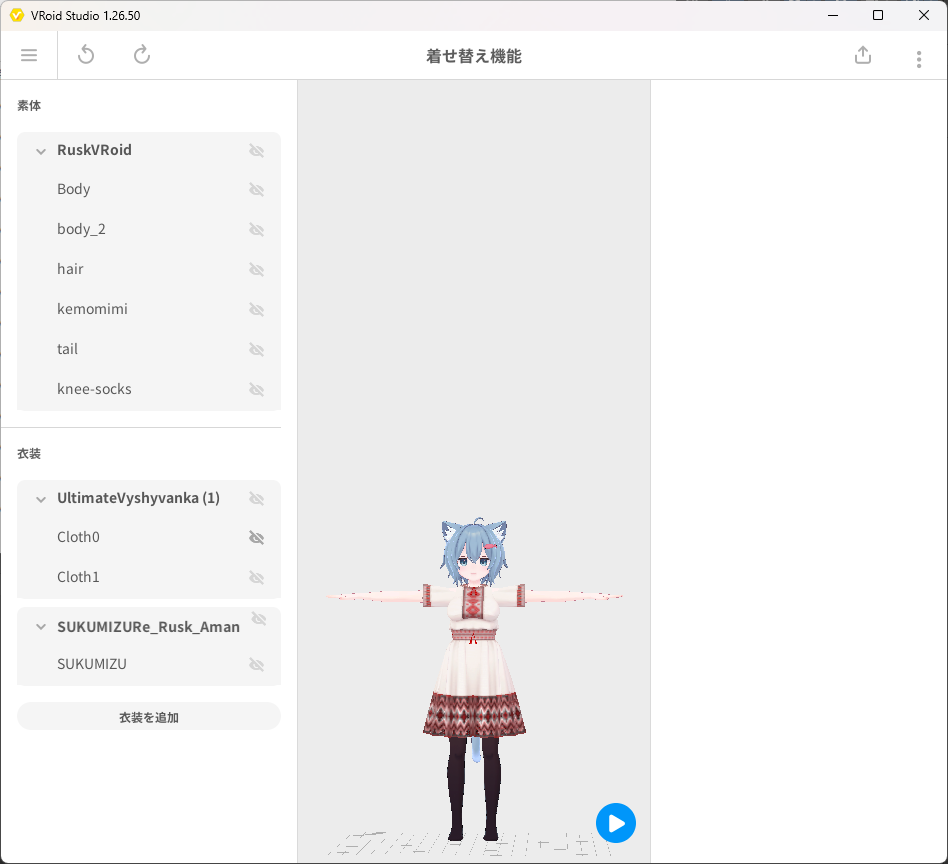 VRoid Studio 1.26.50
着せ替え機能
素体
RuskVRoid
Body
body_2
hair
kemomimi
tail
knee-socks
衣装
UltimateVyshyvanka (1)
Cloth0
Cloth1
SUKUMIZURe_Rusk_Aman
SUKUMIZU
衣装を追加